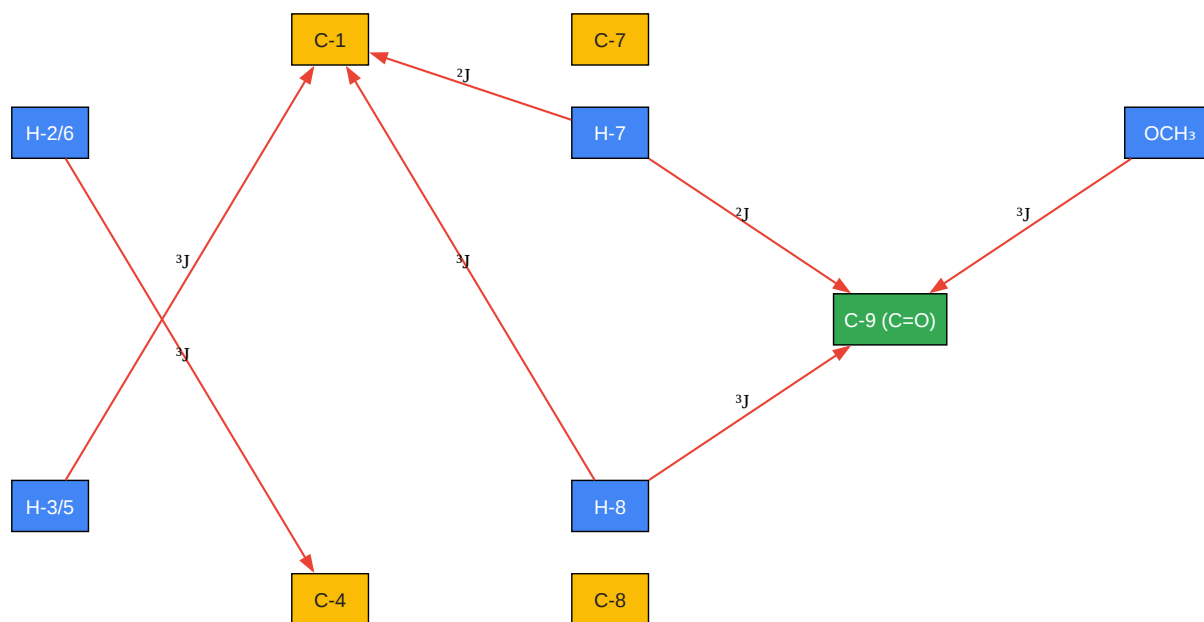 C-1
C-7
²J
H-2/6
H-7
OCH₃
²J
³J
³J
³J
C-9 (C=O)
³J
³J
H-3/5
H-8
C-4
C-8